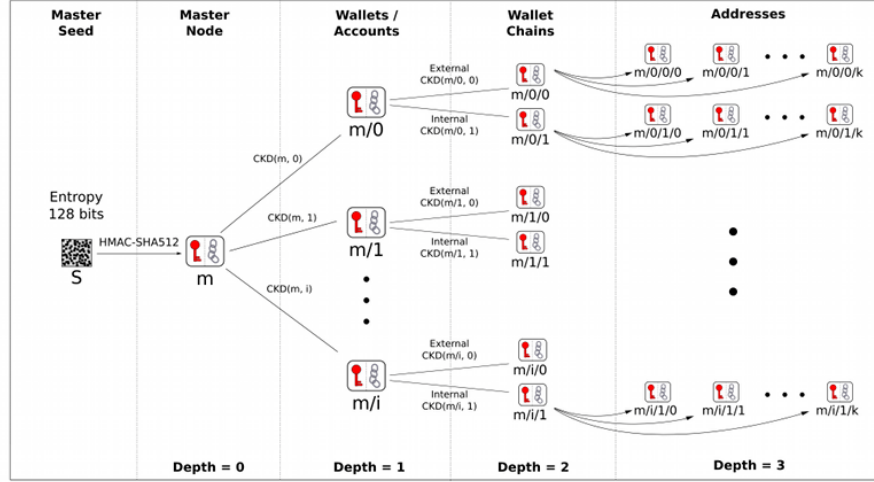 Master
Seed
Master
Node
Wallets /
Accounts
Wallet
Chains
Addresses
Entropy
128 bits
S
HMAC-SHA512
m
CKD(m, 0)
CKD(m, 1)
CKD(m, i)
m/0
m/1
m/i
External
CKD(m/0, 0)
Internal
CKD(m/0, 1)
External
CKD(m/1, 0)
Internal
CKD(m/1, 1)
External
CKD(m/i, 0)
Internal
CKD(m/i, 1)
m/0/0
m/0/1
m/1/0
m/1/1
m/i/0
m/i/1
m/0/0/0 m/0/0/1 m/0/0/k
m/0/1/0 m/0/1/1 m/0/1/k
m/i/1/0 m/i/1/1 m/i/1/k
Depth = 0
Depth = 1
Depth = 2
Depth = 3